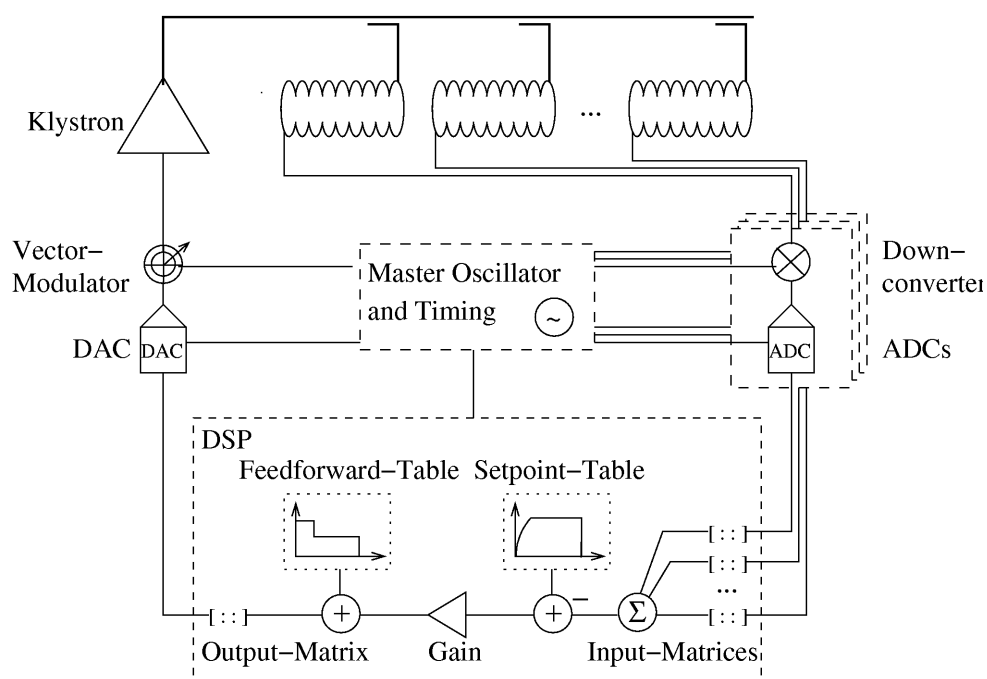 Klystron
...
Vector−
Modulator
Master Oscillator
and Timing
~
Down−
converter
DAC
DAC
ADC
ADCs
DSP
Feedforward−Table
Setpoint−Table
[ : : ]
[ : : ]
...
[ : : ]
+
+
−
Σ
[ : : ]
Output−Matrix
Gain
Input−Matrices